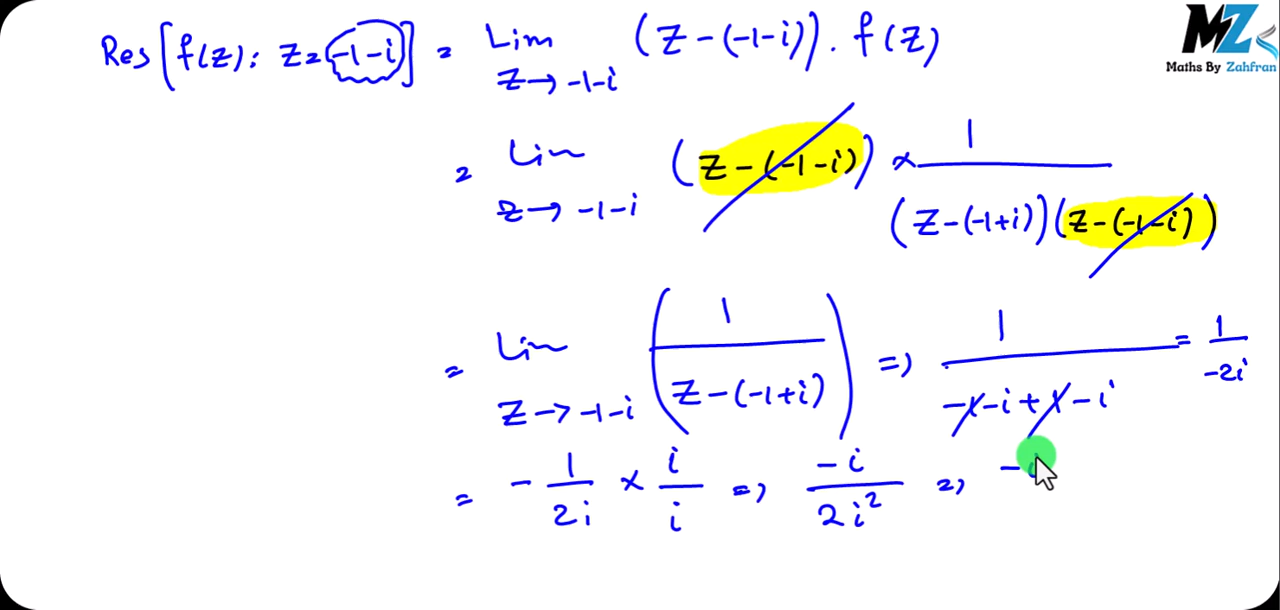 MZ
Maths By Zahfran
Res[f(z): z=-1-i] = Lim (z-(-1-i)). f(z)
z→-1-i
= Lim (z-(-1-i)) × 1
z→-1-i (z-(-1+i))(z-(-1-i))
= Lim ( 1 / z-(-1+i) ) => 1 / -1-i+1-i = 1 / -2i
z→-1-i
= - 1/2i × i/i => -i / 2i² => -